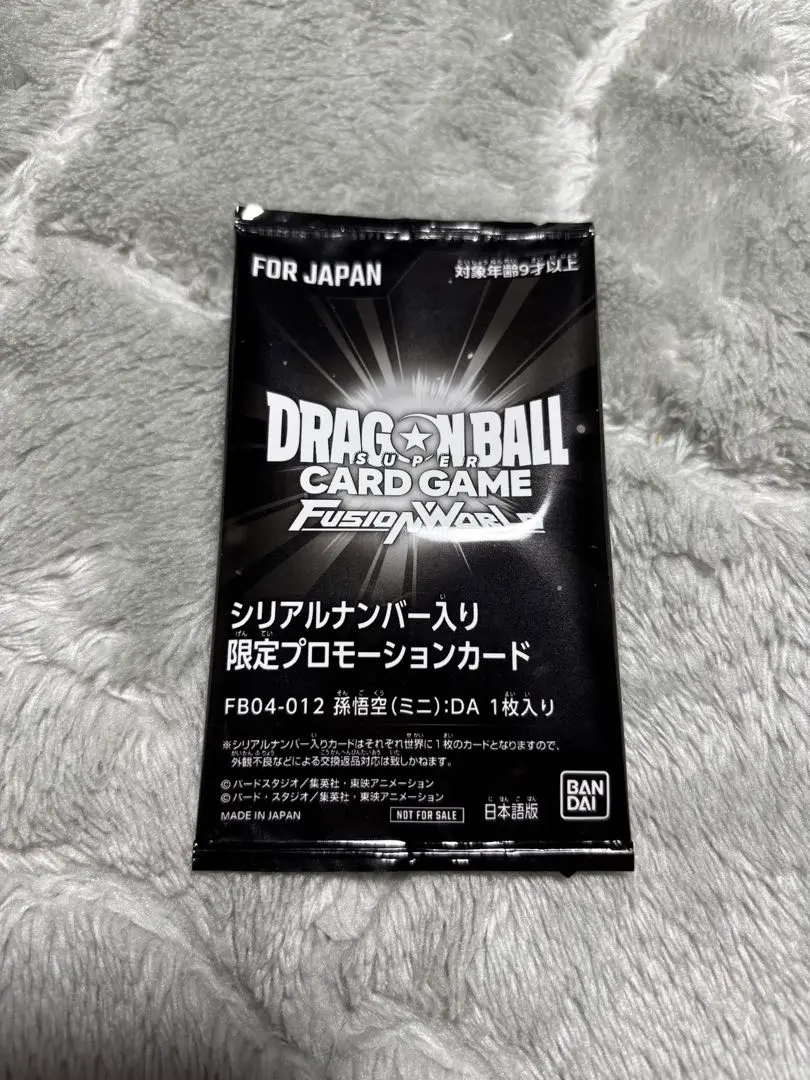 FOR JAPAN
対象年齢9才以上
DRAGON BALL
SUPER
CARD GAME
FUSION WORLD
シリアルナンバー入り
限定プロモーションカード
FB04-012 孫悟空(ミニ):DA 1枚入り
※シリアルナンバー入りカードはそれぞれ世界に1枚のカードとなりますので、
外観不良などによる交換返品対応は致しかねます。
©バードスタジオ/集英社・東映アニメーション
©バード・スタジオ/集英社・東映アニメーション
MADE IN JAPAN
NOT FOR SALE
日本語版
BAN
DAI